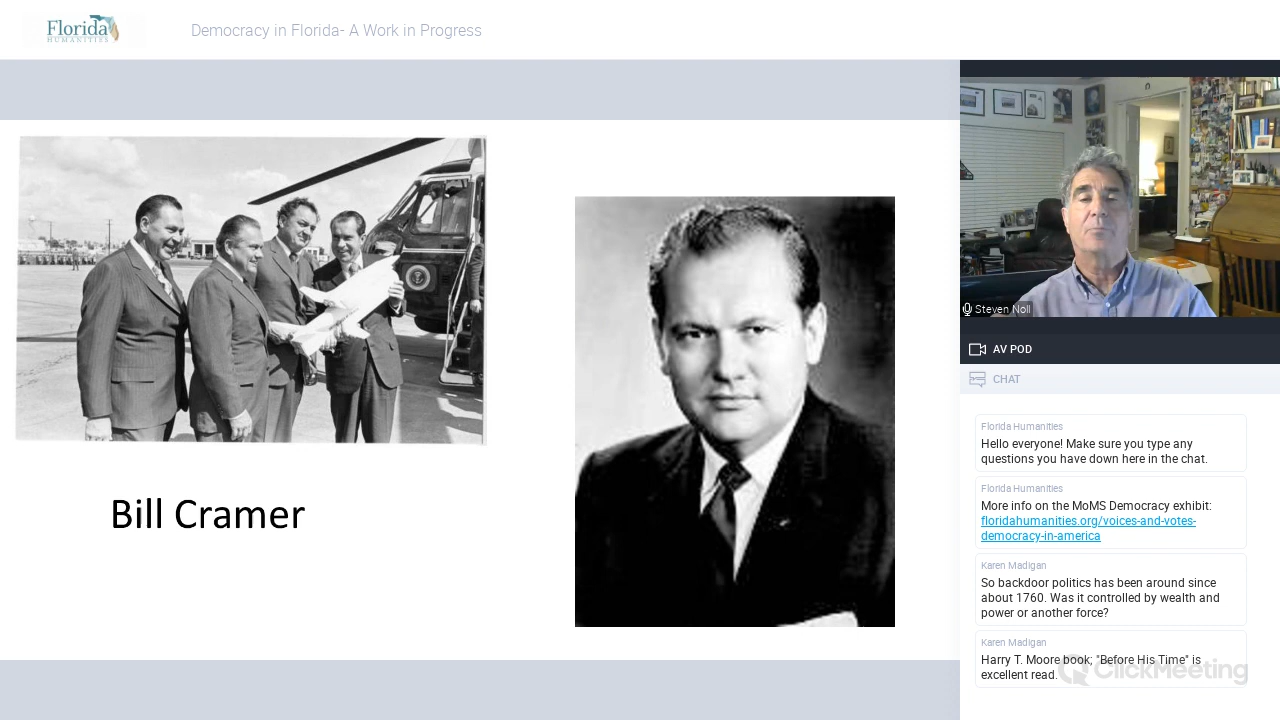 Florida
HUMANITIES
Democracy in Florida- A Work in Progress
Bill Cramer
Steven Noll
AV POD
CHAT
Florida Humanities
Hello everyone! Make sure you type any
questions you have down here in the chat.
Florida Humanities
More info on the MoMS Democracy exhibit:
floridahumanities.org/voices-and-votes-
democracy-in-america
Karen Madigan
So backdoor politics has been around since
about 1760. Was it controlled by wealth and
power or another force?
Karen Madigan
Harry T. Moore book; "Before His Time" is
excellent read.
ClickMeeting